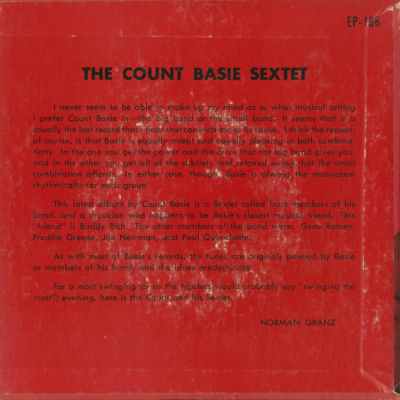 EP-186
THE COUNT BASIE SEXTET
I never seem to be able to make up my mind as to what musical setting
I prefer Count Basie in—the big band or the small band. It seems that it is
usually the last record that I hear that converts me to its cause. I think the reason,
of course, is that Basie is equally adept and equally pleasing in both combina-
tions. In the one you get the power and the drive that the big band gives you,
and in the other you get all of the subtlety and relaxed swing that the small
combination affords. In either case, though, Basie is always the motivation
rhythmically for each group.
This latest album by Count Basie is a Sextet culled from members of his
band, and a musician who happens to be Basie's closest musical friend. This
"friend" is Buddy Rich. The other members of the band were: Gene Ramey,
Freddie Greene, Joe Newman, and Paul Quinichette.
As with most of Basie's records, the tunes are originals penned by Basie
or members of his band, and the blues predominate.
For a most swinging (or as the hipsters would probably say "swinging the
most") evening, here is the Count and his Sextet.
NORMAN GRANZ